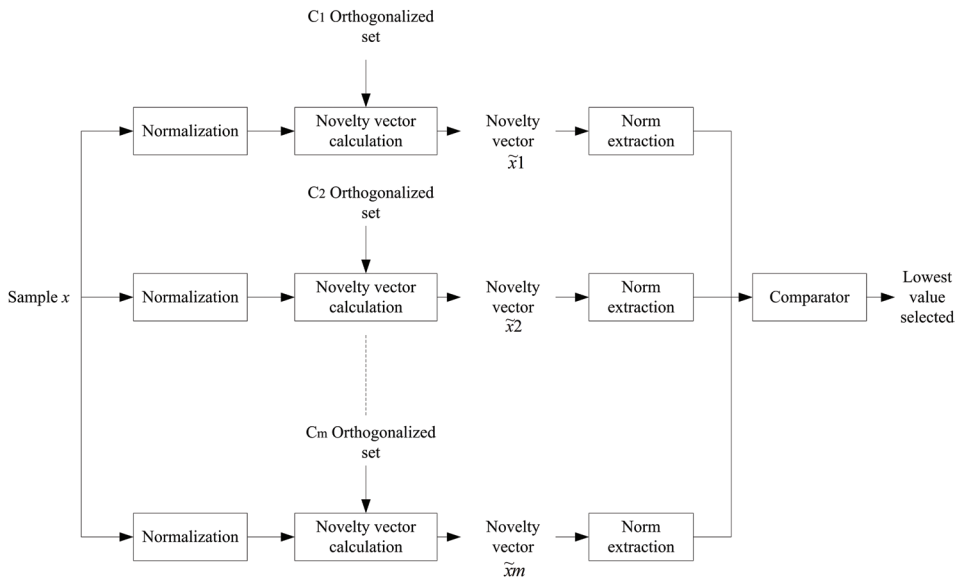 C1 Orthogonalized
set
Normalization
Novelty vector
calculation
Novelty
vector
x̃1
Norm
extraction
C2 Orthogonalized
set
Sample x
Normalization
Novelty vector
calculation
Novelty
vector
x̃2
Norm
extraction
Comparator
Lowest
value
selected
Cm Orthogonalized
set
Normalization
Novelty vector
calculation
Novelty
vector
x̃m
Norm
extraction